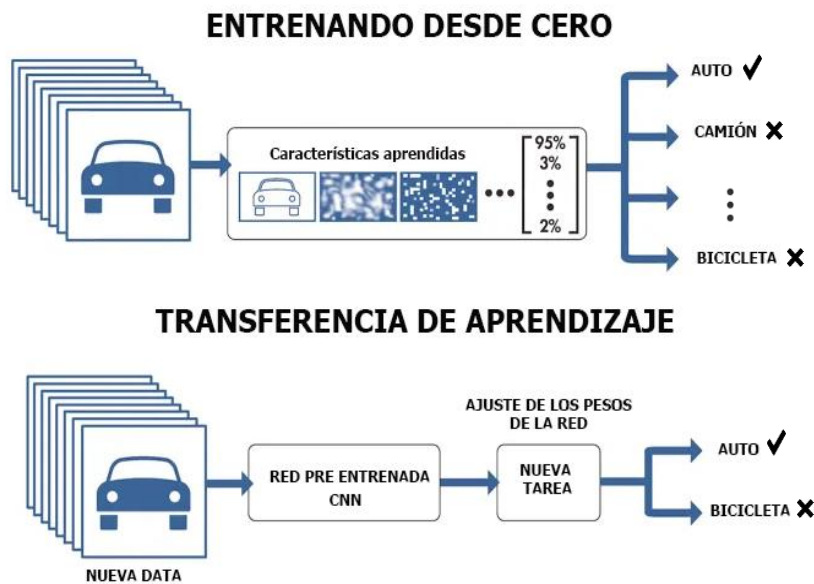 ENTRENANDO DESDE CERO
AUTO
Características aprendidas
95%
3%
2%
CAMIÓN
BICICLETA
TRANSFERENCIA DE APRENDIZAJE
AJUSTE DE LOS PESOS
DE LA RED
RED PRE ENTRENADA
CNN
NUEVA
TAREA
AUTO
BICICLETA
NUEVA DATA